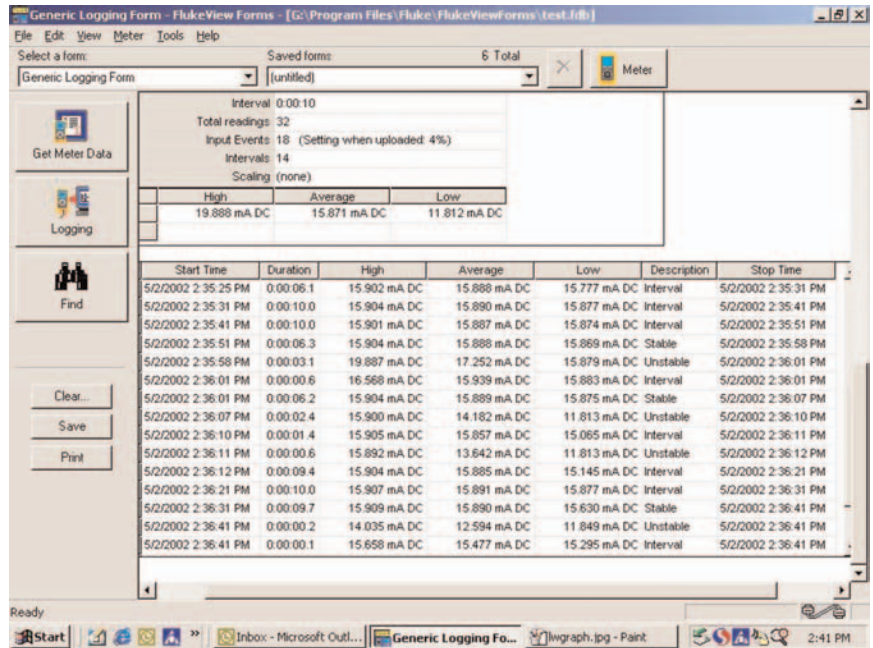 Generic Logging Form - FlukeView Forms - [G:\Program Files\Fluke\FlukeViewForms\test.fdb]
File Edit View Meter Tools Help
Select a form: Saved forms 6 Total
Generic Logging Form (untitled) Meter
Get Meter Data
Logging
Find
Clear...
Save
Print
Interval 0:00:10
Total readings 32
Input Events 18 (Setting when uploaded: 4%)
Intervals 14
Scaling (none)
High Average Low
19.888 mA DC 15.871 mA DC 11.812 mA DC
Start Time Duration High Average Low Description Stop Time
5/2/2002 2:35:25 PM 0:00:06.1 15.902 mA DC 15.888 mA DC 15.777 mA DC Interval 5/2/2002 2:35:31 PM
5/2/2002 2:35:31 PM 0:00:10.0 15.904 mA DC 15.890 mA DC 15.877 mA DC Interval 5/2/2002 2:35:41 PM
5/2/2002 2:35:41 PM 0:00:10.0 15.901 mA DC 15.887 mA DC 15.874 mA DC Interval 5/2/2002 2:35:51 PM
5/2/2002 2:35:51 PM 0:00:06.3 15.904 mA DC 15.888 mA DC 15.869 mA DC Stable 5/2/2002 2:35:58 PM
5/2/2002 2:35:58 PM 0:00:03.1 19.887 mA DC 17.252 mA DC 15.879 mA DC Unstable 5/2/2002 2:36:01 PM
5/2/2002 2:36:01 PM 0:00:00.6 16.568 mA DC 15.939 mA DC 15.883 mA DC Interval 5/2/2002 2:36:01 PM
5/2/2002 2:36:01 PM 0:00:06.2 15.904 mA DC 15.889 mA DC 15.875 mA DC Stable 5/2/2002 2:36:07 PM
5/2/2002 2:36:07 PM 0:00:02.4 15.900 mA DC 14.182 mA DC 11.813 mA DC Unstable 5/2/2002 2:36:10 PM
5/2/2002 2:36:10 PM 0:00:01.4 15.905 mA DC 15.857 mA DC 15.065 mA DC Interval 5/2/2002 2:36:11 PM
5/2/2002 2:36:11 PM 0:00:00.6 15.892 mA DC 13.642 mA DC 11.813 mA DC Unstable 5/2/2002 2:36:12 PM
5/2/2002 2:36:12 PM 0:00:09.4 15.904 mA DC 15.885 mA DC 15.145 mA DC Interval 5/2/2002 2:36:21 PM
5/2/2002 2:36:21 PM 0:00:10.0 15.907 mA DC 15.891 mA DC 15.877 mA DC Interval 5/2/2002 2:36:31 PM
5/2/2002 2:36:31 PM 0:00:09.7 15.909 mA DC 15.890 mA DC 15.630 mA DC Stable 5/2/2002 2:36:41 PM
5/2/2002 2:36:41 PM 0:00:00.2 14.035 mA DC 12.594 mA DC 11.849 mA DC Unstable 5/2/2002 2:36:41 PM
5/2/2002 2:36:41 PM 0:00:00.1 15.658 mA DC 15.477 mA DC 15.295 mA DC Interval 5/2/2002 2:36:41 PM
Ready
Start » Inbox - Microsoft Outl... Generic Logging Fo... lwgraph.jpg - Paint 2:41 PM